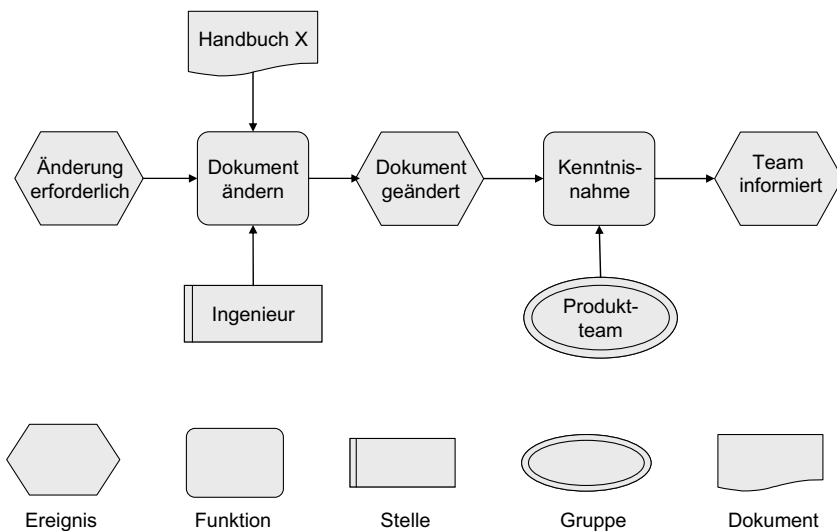 Handbuch X
Änderung
erforderlich
Dokument
ändern
Dokument
geändert
Kenntnis-
nahme
Team
informiert
Ingenieur
Produkt-
team
Ereignis
Funktion
Stelle
Gruppe
Dokument